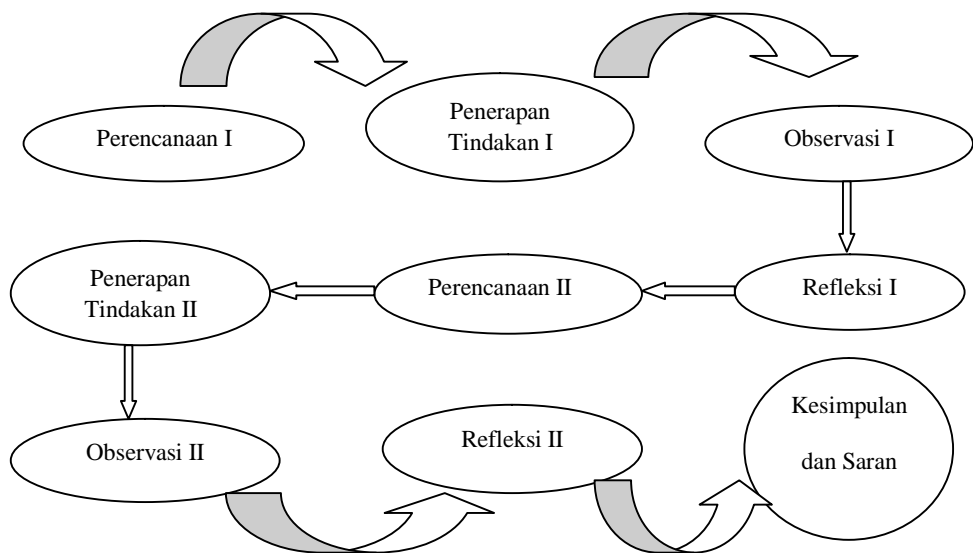 Perencanaan I
Penerapan
Tindakan I
Observasi I
Refleksi I
Perencanaan II
Penerapan
Tindakan II
Observasi II
Refleksi II
Kesimpulan
dan Saran